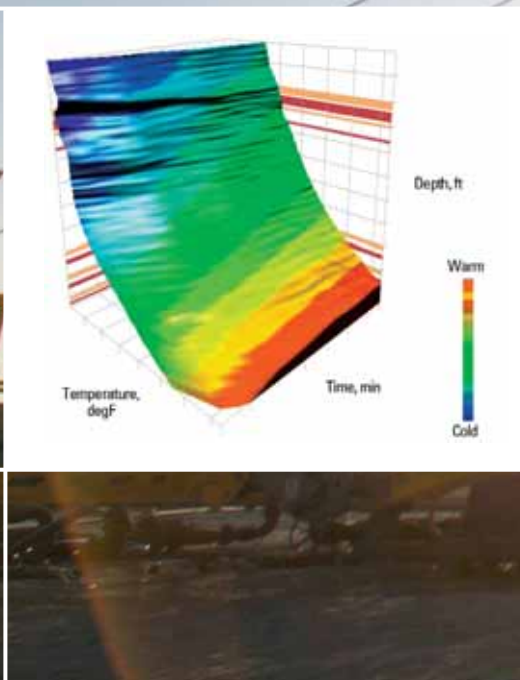 Depth, ft
Warm
Temperature,
degF
Time, min
Cold